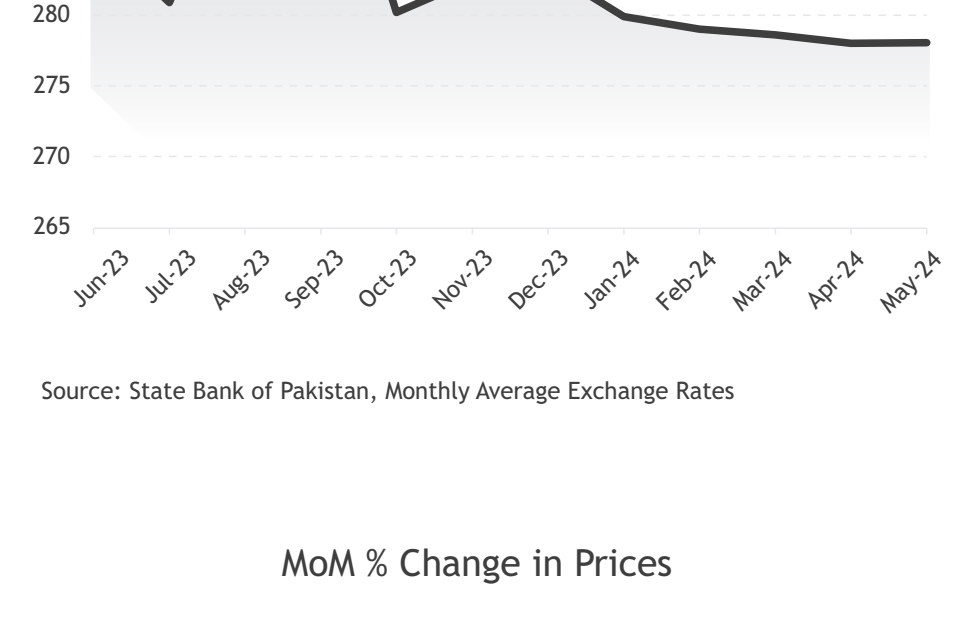 280
275
270
265
Jun-23 Jul-23 Aug-23 Sep-23 Oct-23 Nov-23 Dec-23 Jan-24 Feb-24 Mar-24 Apr-24 May-24
Source: State Bank of Pakistan, Monthly Average Exchange Rates
MoM % Change in Prices